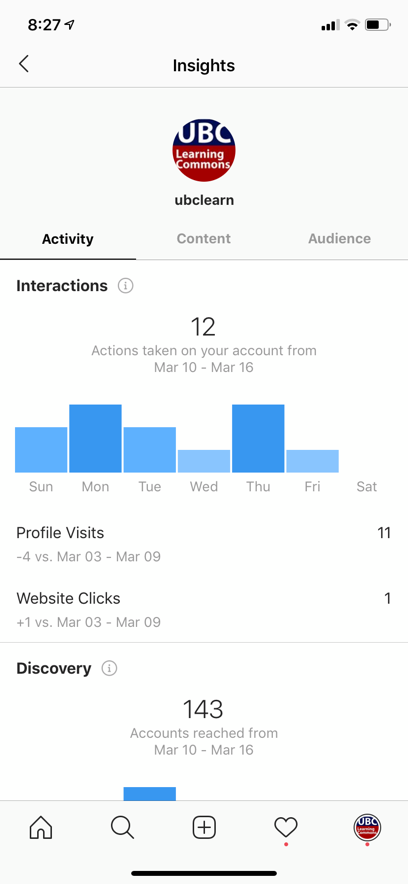 8:27
Insights
UBC
Learning
Commons
ubclearn
Activity Content Audience
Interactions
12
Actions taken on your account from
Mar 10 - Mar 16
Sun Mon Tue Wed Thu Fri Sat
Profile Visits 11
-4 vs. Mar 03 - Mar 09
Website Clicks 1
+1 vs. Mar 03 - Mar 09
Discovery
143
Accounts reached from
Mar 10 - Mar 16
UBC
Learning
Commons